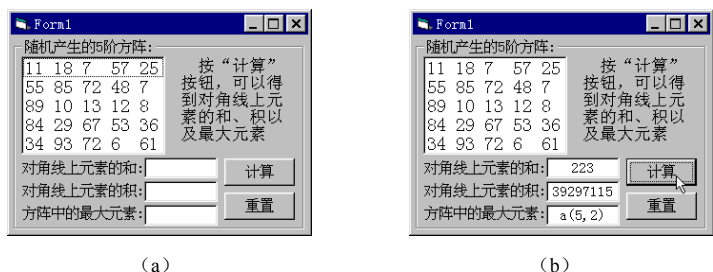 Form1
随机产生的5阶方阵:
11 18 7 57 25
55 85 72 48 7
89 10 13 12 8
84 29 67 53 36
34 93 72 6 61
按“计算”
按钮，可以得
到对角线上元
素的和、积以
及最大元素
对角线上元素的和:
对角线上元素的积:
方阵中的最大元素:
计算
重置
(a)
Form1
随机产生的5阶方阵:
11 18 7 57 25
55 85 72 48 7
89 10 13 12 8
84 29 67 53 36
34 93 72 6 61
按“计算”
按钮，可以得
到对角线上元
素的和、积以
及最大元素
对角线上元素的和: 223
对角线上元素的积: 39297115
方阵中的最大元素: a(5,2)
计算
重置
(b)